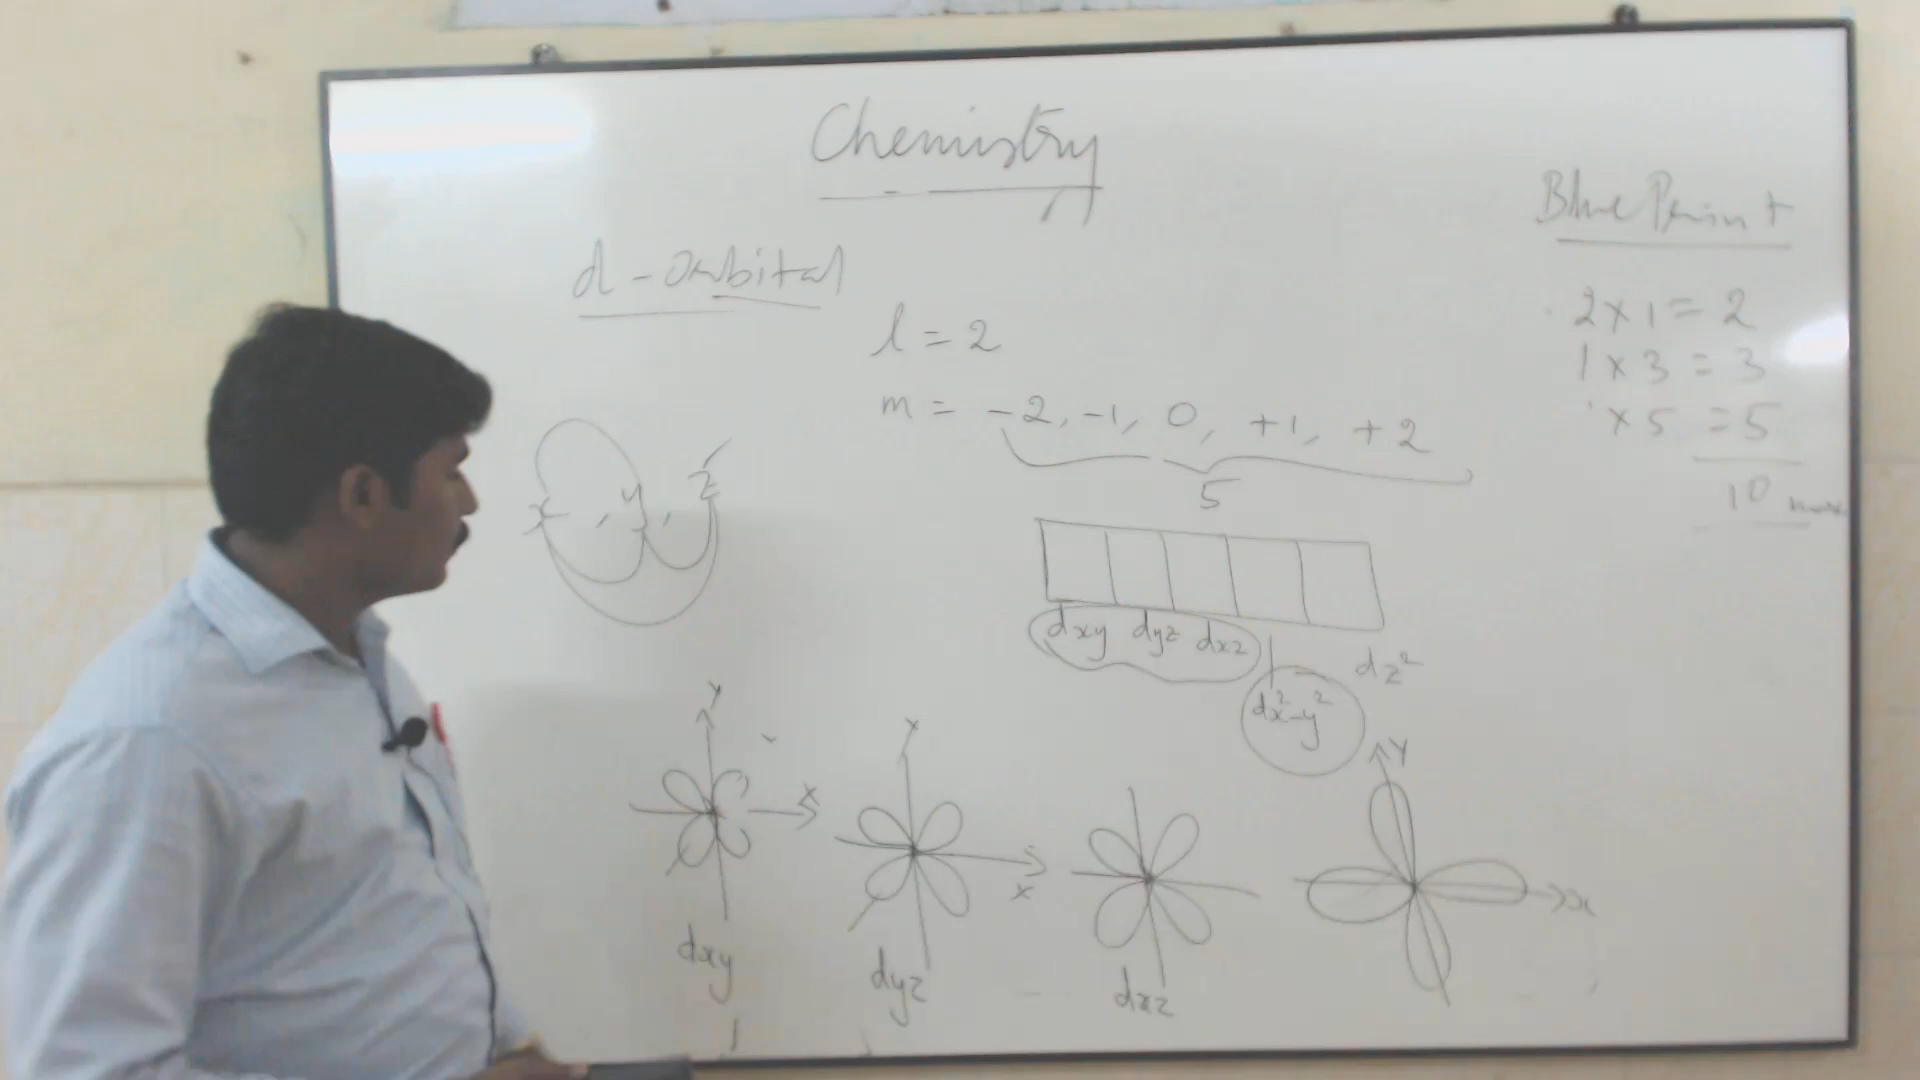 Chemistry
Blue Print
d-orbital
2 x 1 = 2
l = 2
1 x 3 = 3
m = -2, -1, 0, +1, +2
x 5 = 5
5
10
x, y, z
dxy dyz dxz
dz²
dx²-y²
Y
X
X
Y
X
x
dxy
dyz
dxz